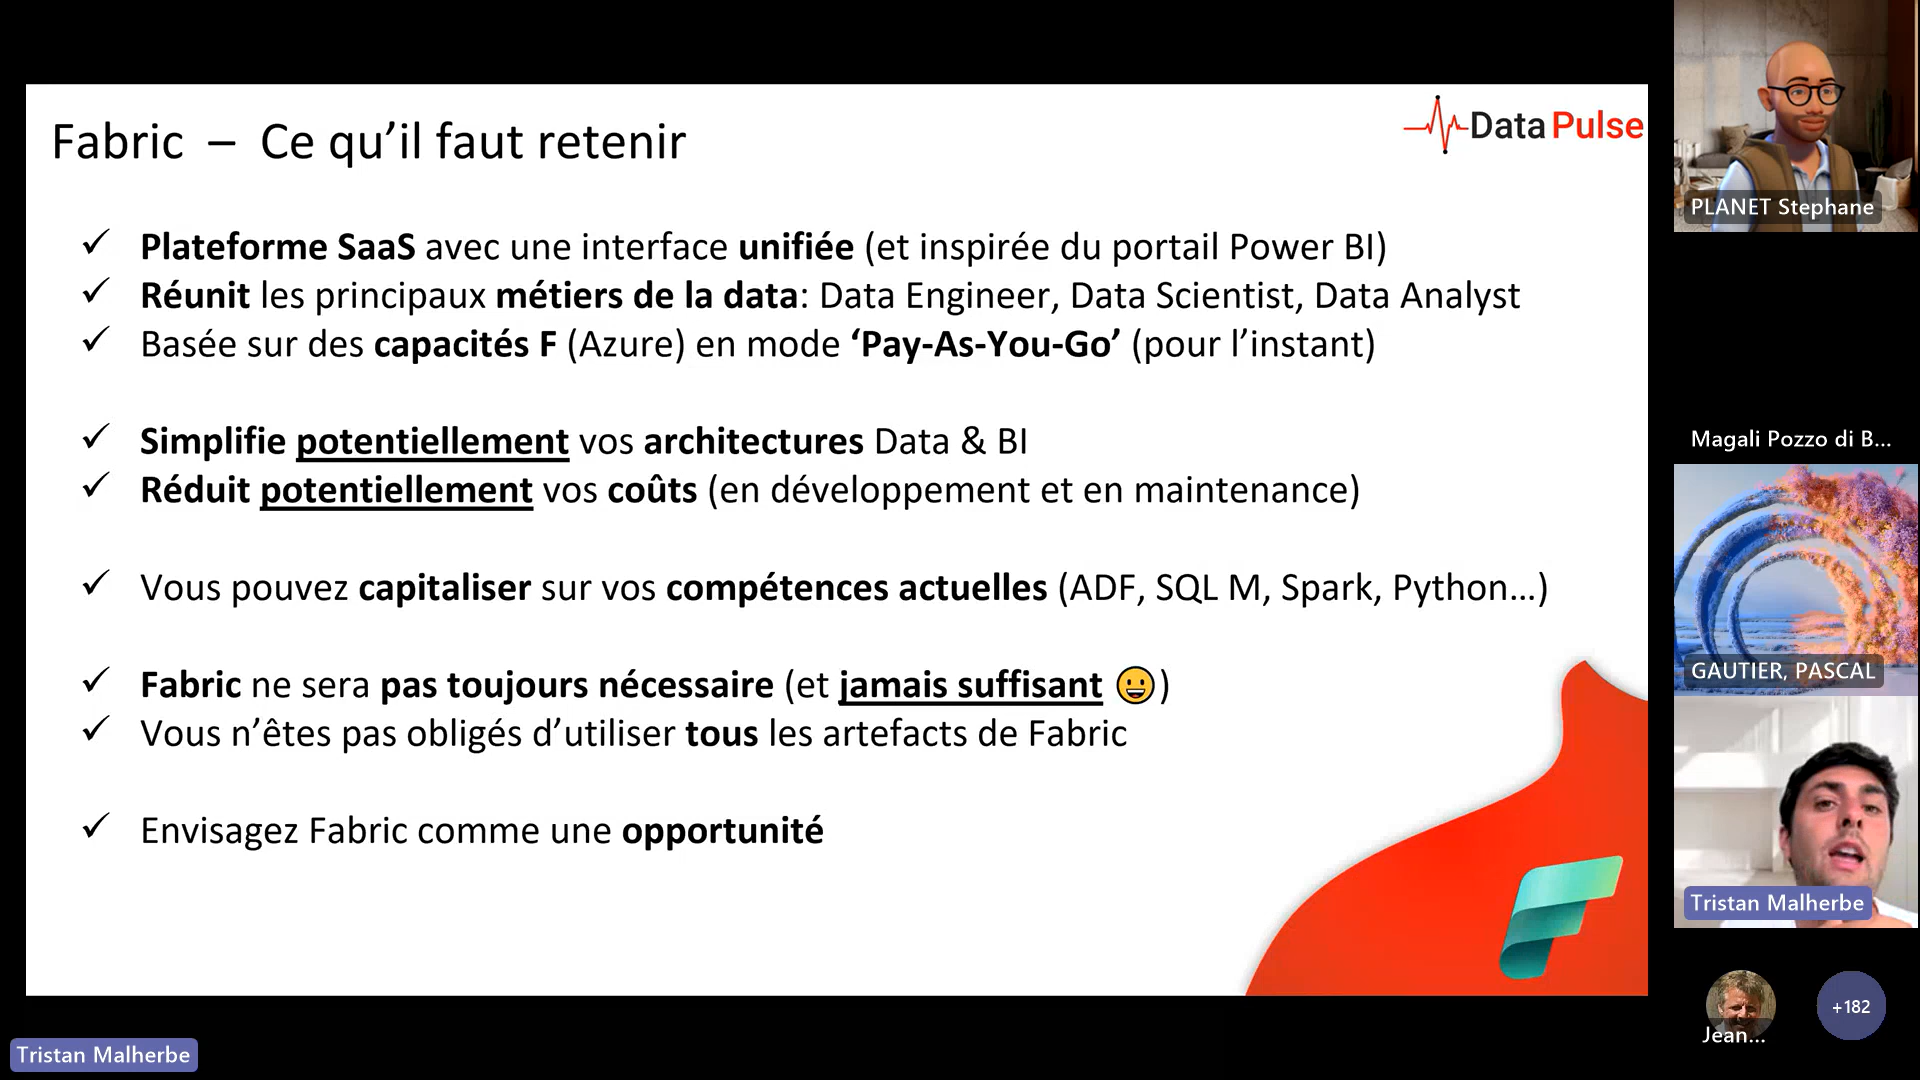 Fabric – Ce qu’il faut retenir
Data Pulse
✓ Plateforme SaaS avec une interface unifiée (et inspirée du portail Power BI)
✓ Réunit les principaux métiers de la data: Data Engineer, Data Scientist, Data Analyst
✓ Basée sur des capacités F (Azure) en mode ‘Pay-As-You-Go’ (pour l’instant)
✓ Simplifie potentiellement vos architectures Data & BI
✓ Réduit potentiellement vos coûts (en développement et en maintenance)
✓ Vous pouvez capitaliser sur vos compétences actuelles (ADF, SQL M, Spark, Python…)
✓ Fabric ne sera pas toujours nécessaire (et jamais suffisant 😀)
✓ Vous n’êtes pas obligés d’utiliser tous les artefacts de Fabric
✓ Envisagez Fabric comme une opportunité
PLANET Stephane
Magali Pozzo di B...
GAUTIER, PASCAL
Tristan Malherbe
Jean...
+182
Tristan Malherbe